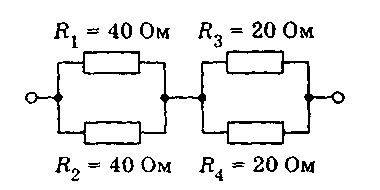 R₁ = 40 Ом R₃ = 20 Ом
R₂ = 40 Ом R₄ = 20 Ом